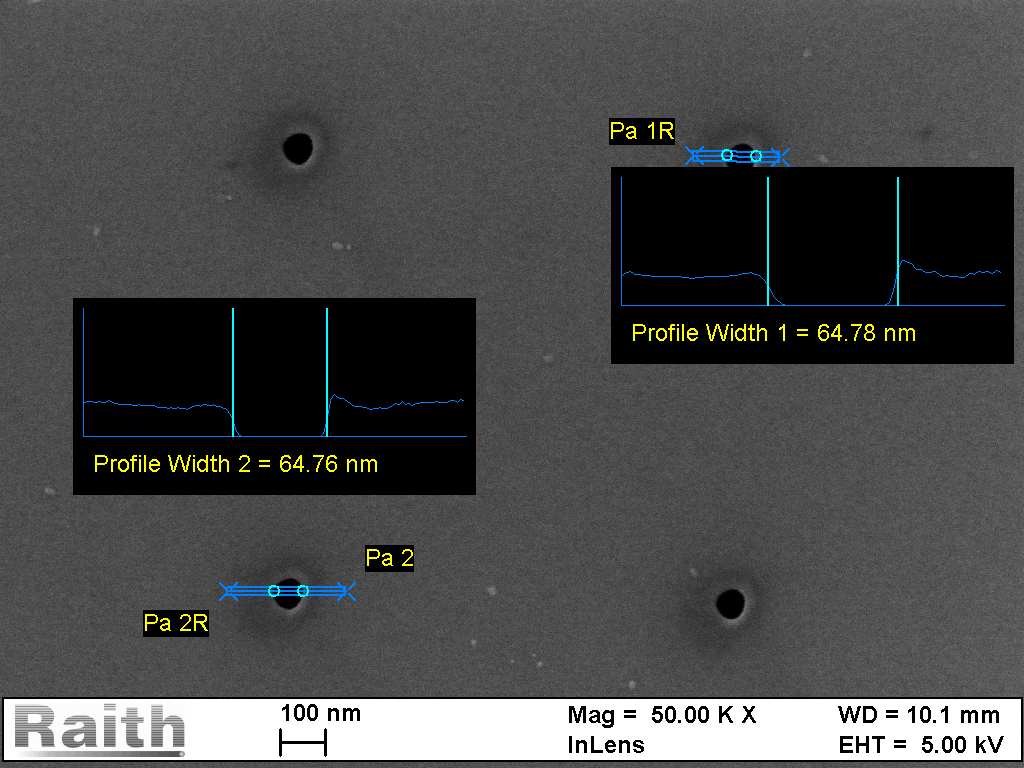 Pa 1R
Profile Width 1 = 64.78 nm
Profile Width 2 = 64.76 nm
Pa 2
Pa 2R
Raith
100 nm
Mag = 50.00 K X
WD = 10.1 mm
InLens
EHT = 5.00 kV